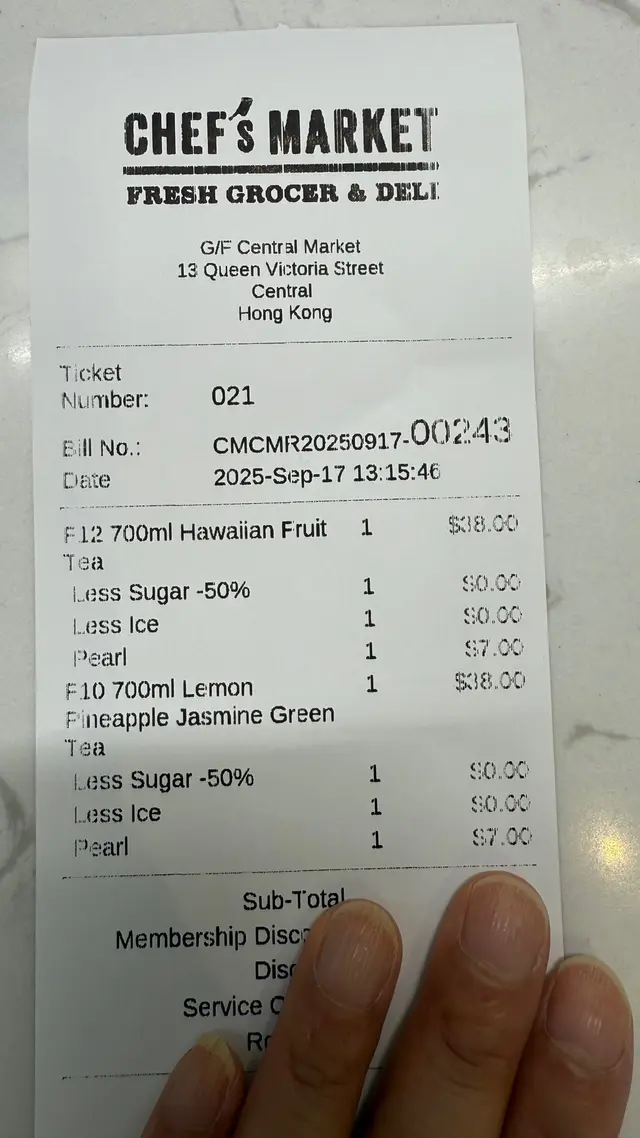 CHEF's MARKET
FRESH GROCER & DELI
G/F Central Market
13 Queen Victoria Street
Central
Hong Kong
Ticket
Number: 021
Bill No.: CMCMR20250917-00243
Date 2025-Sep-17 13:15:46
F12 700ml Hawaiian Fruit 1 $38.00
Tea
Less Sugar -50% 1 $0.00
Less Ice 1 $0.00
Pearl 1 $7.00
F10 700ml Lemon 1 $38.00
Pineapple Jasmine Green
Tea
Less Sugar -50% 1 $0.00
Less Ice 1 $0.00
Pearl 1 $7.00
Sub-Total
Membership
Service